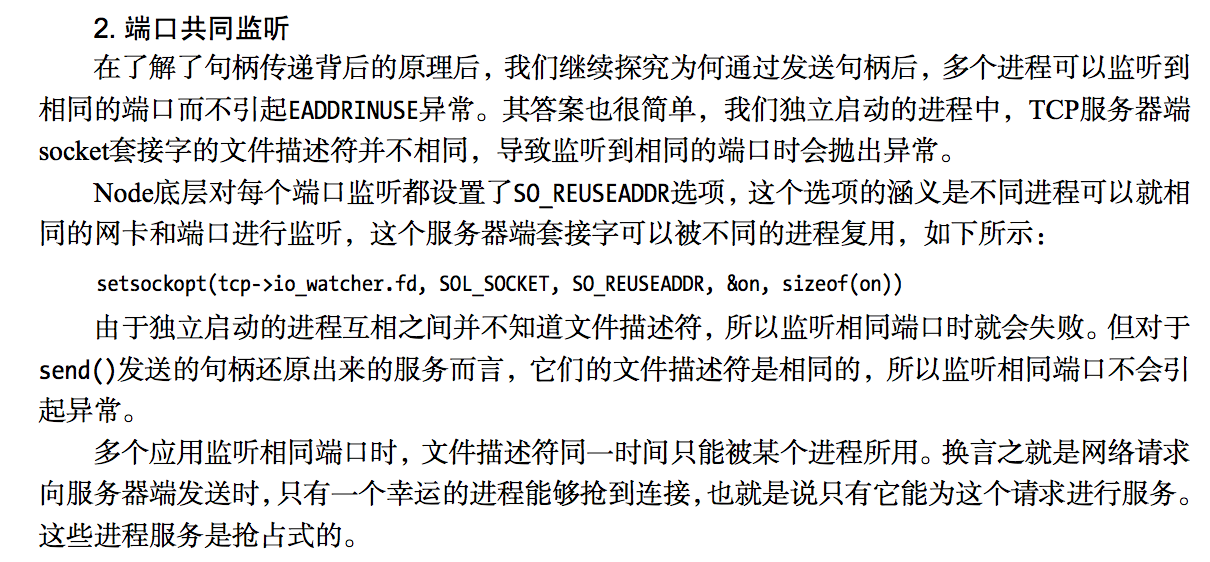 2. 端口共同监听
在了解了句柄传递背后的原理后，我们继续探究为何通过发送句柄后，多个进程可以监听到
相同的端口而不引起EADDRINUSE异常。其答案也很简单，我们独立启动的进程中，TCP服务器端
socket套接字的文件描述符并不相同，导致监听到相同的端口时会抛出异常。
Node底层对每个端口监听都设置了SO_REUSEADDR选项，这个选项的涵义是不同进程可以就相
同的网卡和端口进行监听，这个服务器端套接字可以被不同的进程复用，如下所示：
setsockopt(tcp->io_watcher.fd, SOL_SOCKET, SO_REUSEADDR, &on, sizeof(on))
由于独立启动的进程互相之间并不知道文件描述符，所以监听相同端口时就会失败。但对于
send()发送的句柄还原出来的服务而言，它们的文件描述符是相同的，所以监听相同端口不会引
起异常。
多个应用监听相同端口时，文件描述符同一时间只能被某个进程所用。换言之就是网络请求
向服务器端发送时，只有一个幸运的进程能够抢到连接，也就是说只有它能为这个请求进行服务。
这些进程服务是抢占式的。